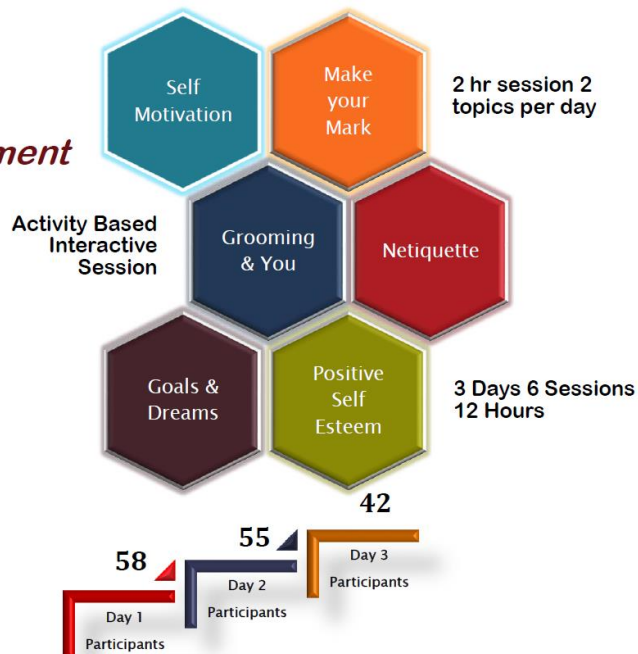 Self
Motivation
Make
your
Mark
2 hr session 2
topics per day
ment
Activity Based
Interactive
Session
Grooming
& You
Netiquette
Goals &
Dreams
Positive
Self
Esteem
3 Days 6 Sessions
12 Hours
42
55
58
Day 3
Participants
Day 2
Participants
Day 1
Participants